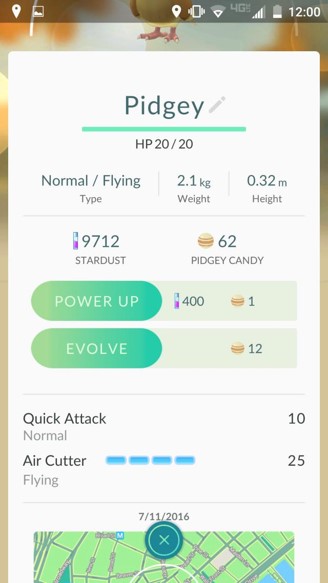 4G
12:00
Pidgey
HP 20 / 20
Normal / Flying 2.1 kg 0.32 m
Type Weight Height
9712 62
STARDUST PIDGEY CANDY
POWER UP 400 1
EVOLVE 12
Quick Attack 10
Normal
Air Cutter 25
Flying
7/11/2016